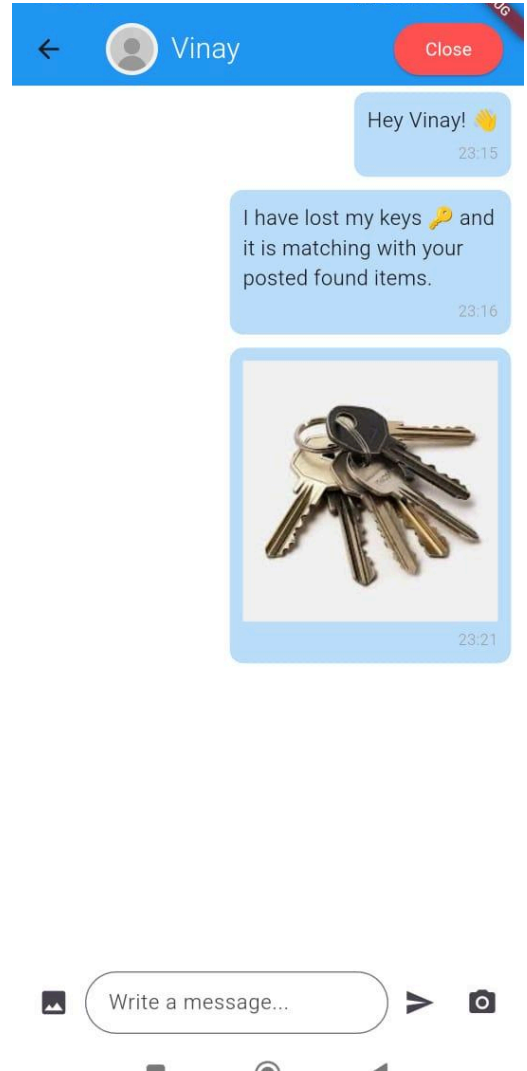 Vinay
Close
UG
Hey Vinay! 👋
23:15
I have lost my keys 🔑 and
it is matching with your
posted found items.
23:16
23:21
Write a message...